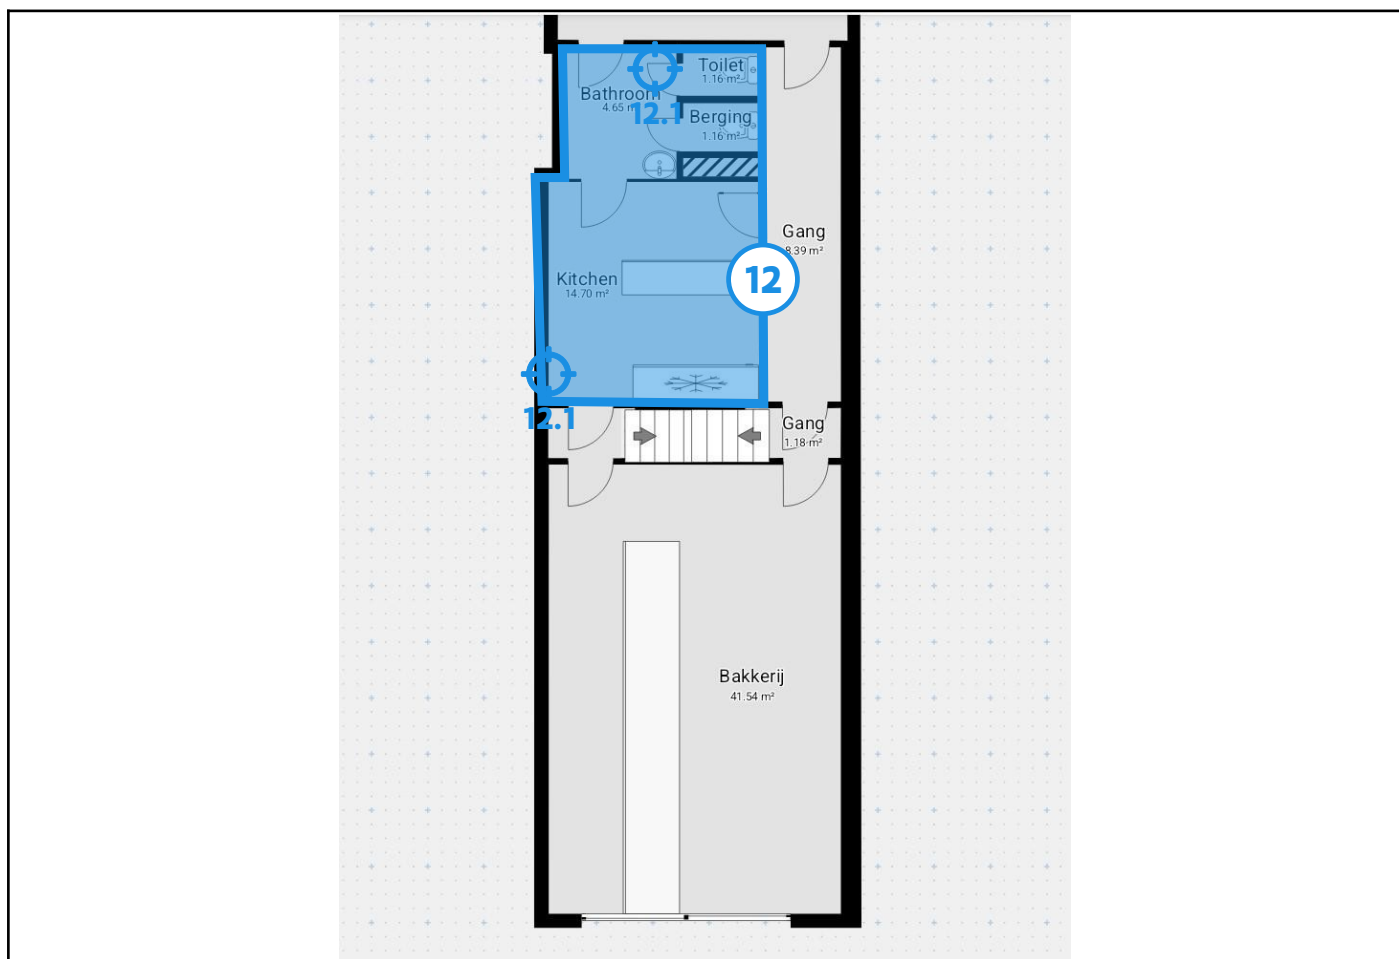 Toilet
1.16 m²
Bathroom
4.65 m
12.1
Berging
1.16 m²
Gang
8.39 m²
Kitchen
14.70 m²
12
12.1
Gang
1.18 m²
Bakkerij
41.54 m²